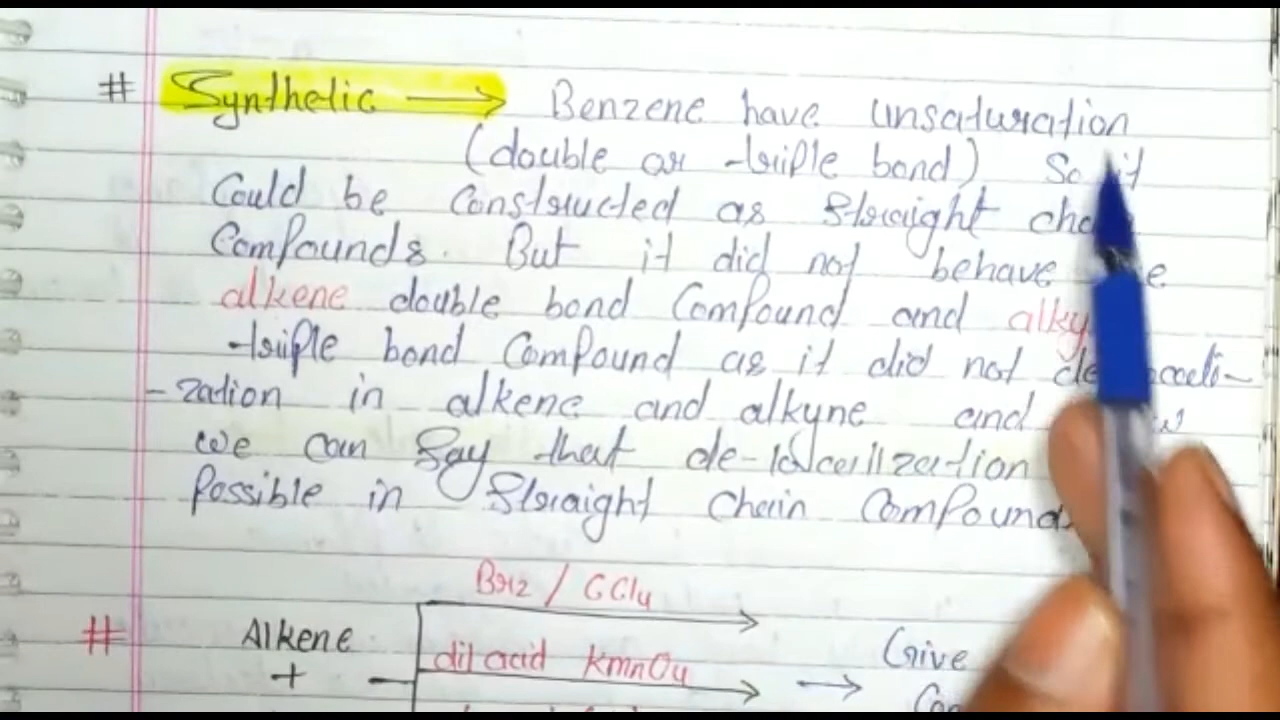 # Synthetic → Benzene have unsaturation
(double or triple bond) So it
Could be constructed as straight
Compounds. But it did not behave
alkene double bond Compound and
triple bond Compound as it did not
-zation in alkene and alkyne and
we can say that de-localization
Possible in straight chain Compound
Br2 / CCl4
# Alkene
+
dil acid KmnO4 → Give